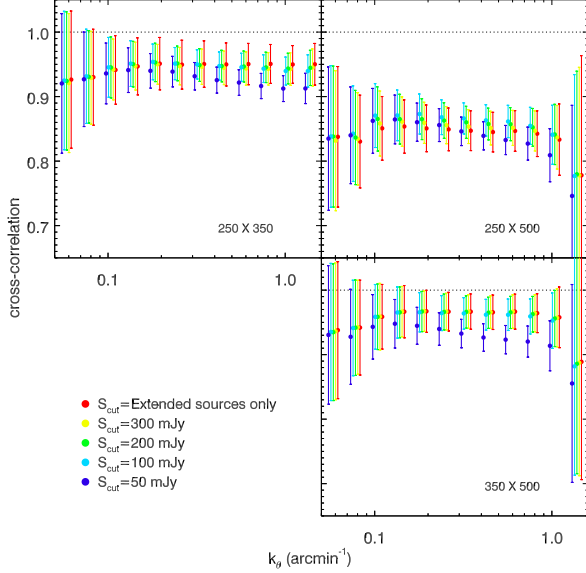 1.0
0.9
0.8
0.7
cross-correlation
250 X 350
250 X 500
0.1
1.0
350 X 500
S_cut=Extended sources only
S_cut=300 mJy
S_cut=200 mJy
S_cut=100 mJy
S_cut=50 mJy
0.1
1.0
k_θ (arcmin⁻¹)